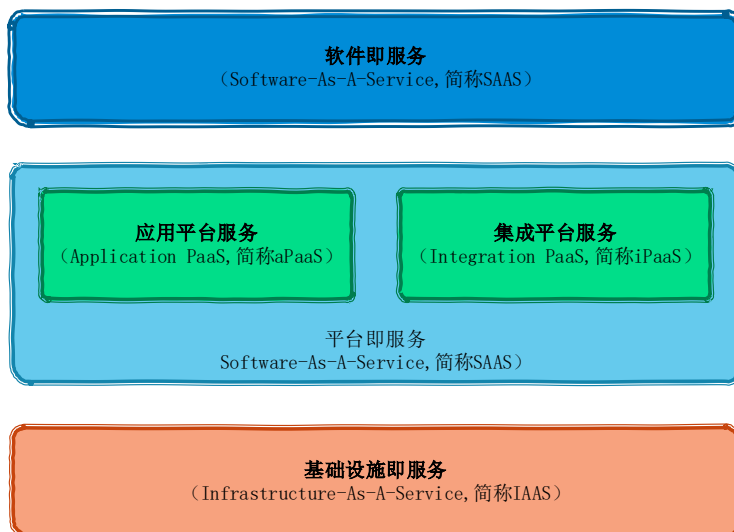 软件即服务
（Software-As-A-Service,简称SAAS）
应用平台服务
（Application PaaS,简称aPaaS）
集成平台服务
（Integration PaaS,简称iPaaS）
平台即服务
Software-As-A-Service,简称SAAS）
基础设施即服务
（Infrastructure-As-A-Service,简称IAAS）